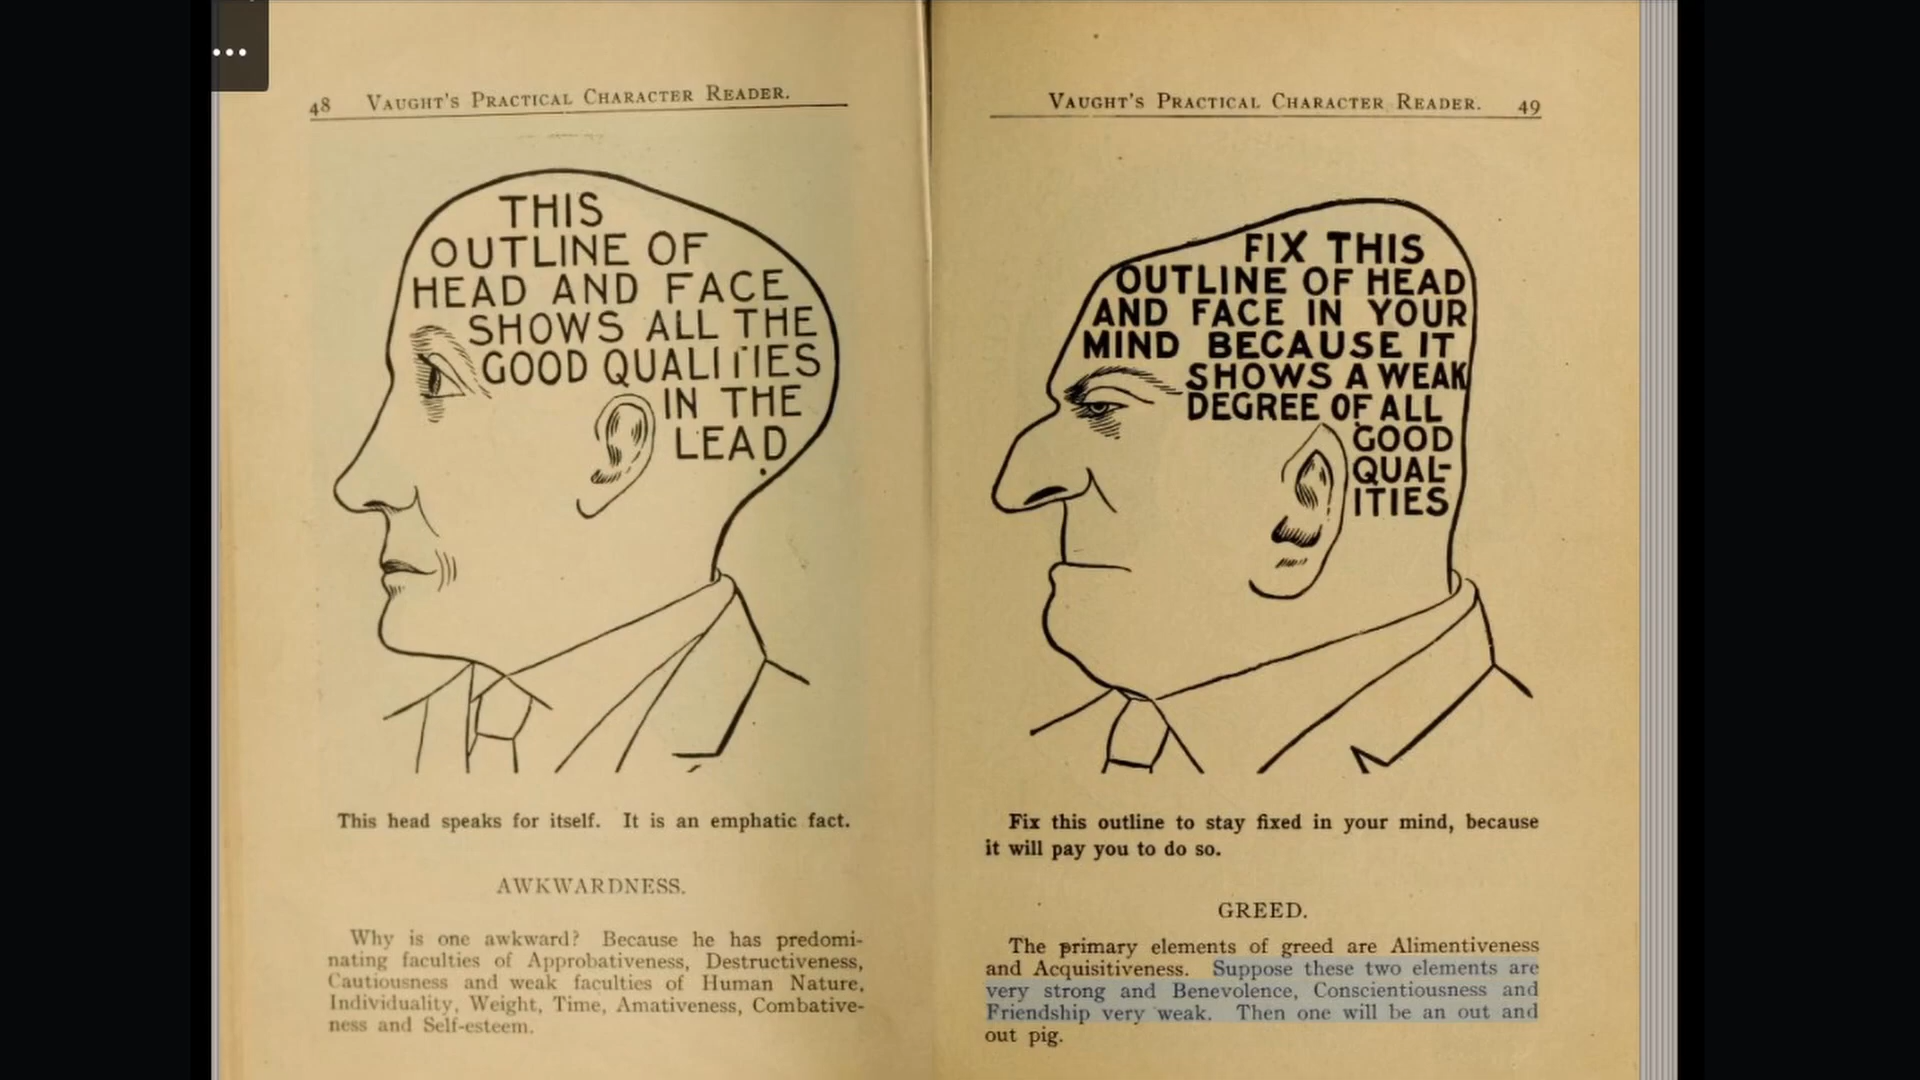 48 VAUGHT'S PRACTICAL CHARACTER READER.
THIS
OUTLINE OF
HEAD AND FACE
SHOWS ALL THE
GOOD QUALITIES
IN THE
LEAD.
This head speaks for itself. It is an emphatic fact.
AWKWARDNESS.
Why is one awkward? Because he has predomi-
nating faculties of Approbativeness, Destructiveness,
Cautiousness and weak faculties of Human Nature,
Individuality, Weight, Time, Amativeness, Combative-
ness and Self-esteem.
VAUGHT'S PRACTICAL CHARACTER READER. 49
FIX THIS
OUTLINE OF HEAD
AND FACE IN YOUR
MIND BECAUSE IT
SHOWS A WEAK
DEGREE OF ALL
GOOD
QUAL-
ITIES
Fix this outline to stay fixed in your mind, because
it will pay you to do so.
GREED.
The primary elements of greed are Alimentiveness
and Acquisitiveness. Suppose these two elements are
very strong and Benevolence, Conscientiousness and
Friendship very weak. Then one will be an out and
out pig.